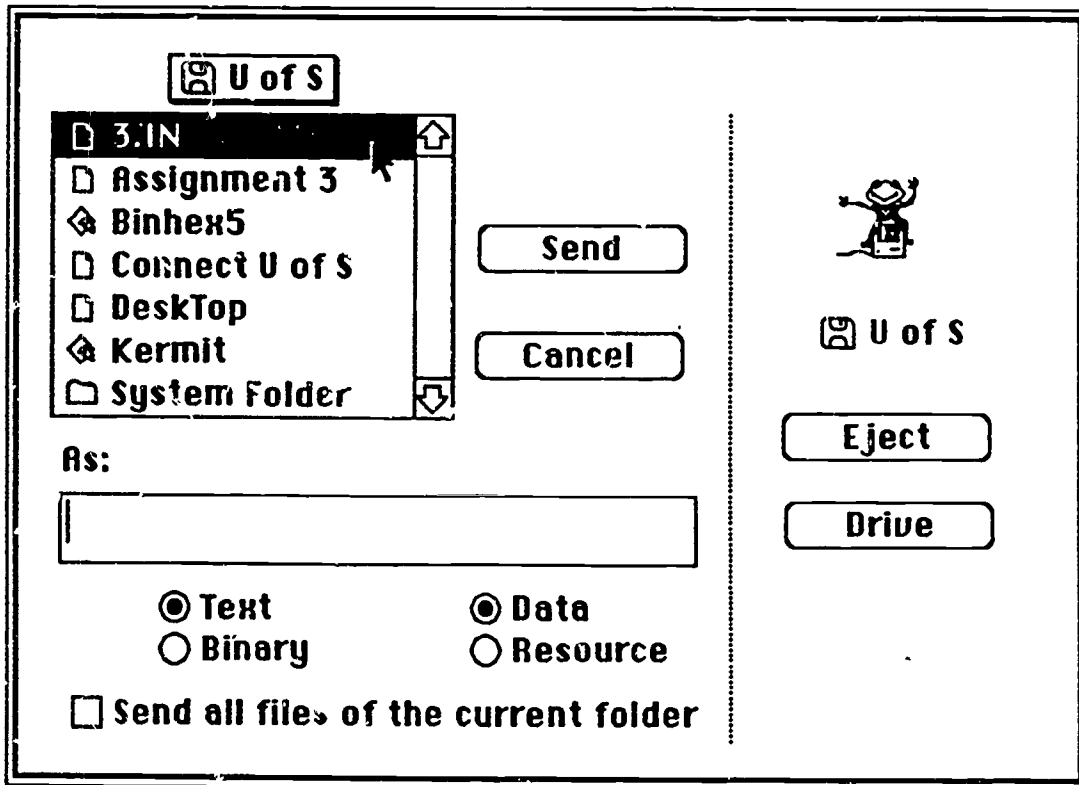 U of S
3.IN
Assignment 3
Binhex5
Connect U of S
DeskTop
Kermit
System Folder
Send
Cancel
As:
Text
Binary
Data
Resource
Send all files of the current folder
U of S
Eject
Drive